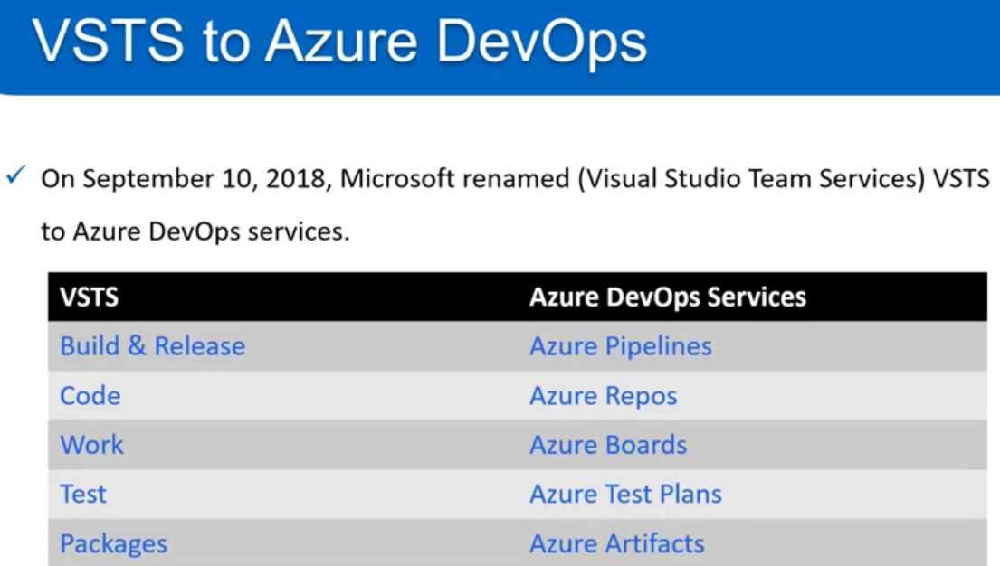 VSTS to Azure DevOps
✓ On September 10, 2018, Microsoft renamed (Visual Studio Team Services) VSTS
to Azure DevOps services.
VSTS Azure DevOps Services
Build & Release Azure Pipelines
Code Azure Repos
Work Azure Boards
Test Azure Test Plans
Packages Azure Artifacts